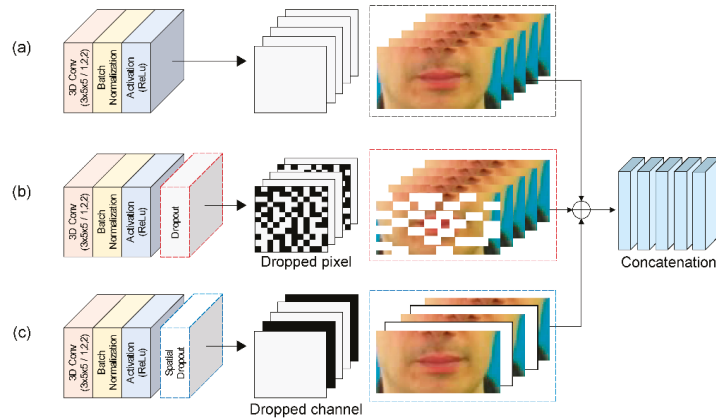 (a)
3D Conv
(3x5x5 / 1,2,2)
Batch
Normalization
Activation
(ReLu)
(b)
3D Conv
(3x5x5 / 1,2,2)
Batch
Normalization
Activation
(ReLu)
Dropout
Dropped pixel
Concatenation
(c)
3D Conv
(3x5x5 / 1,2,2)
Batch
Normalization
Activation
(ReLu)
Spatial
Dropout
Dropped channel